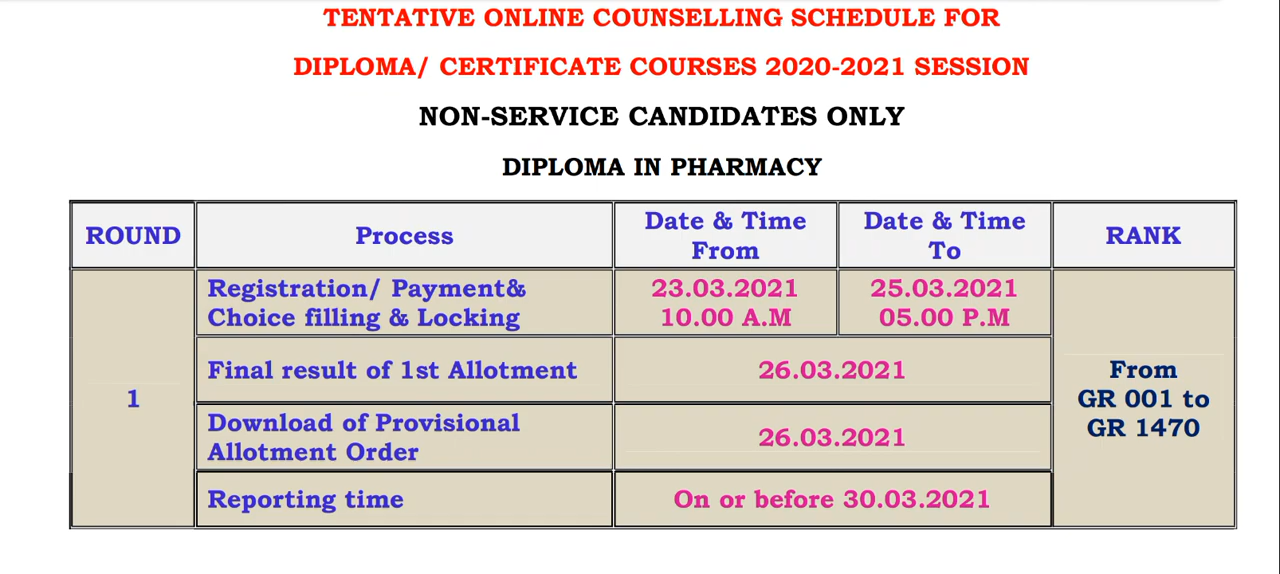 TENTATIVE ONLINE COUNSELLING SCHEDULE FOR
DIPLOMA/ CERTIFICATE COURSES 2020-2021 SESSION
NON-SERVICE CANDIDATES ONLY
DIPLOMA IN PHARMACY
ROUND
Process
Date & Time
From
Date & Time
To
RANK
1
Registration/ Payment&
Choice filling & Locking
23.03.2021
10.00 A.M
25.03.2021
05.00 P.M
Final result of 1st Allotment
26.03.2021
Download of Provisional
Allotment Order
26.03.2021
Reporting time
On or before 30.03.2021
From
GR 001 to
GR 1470